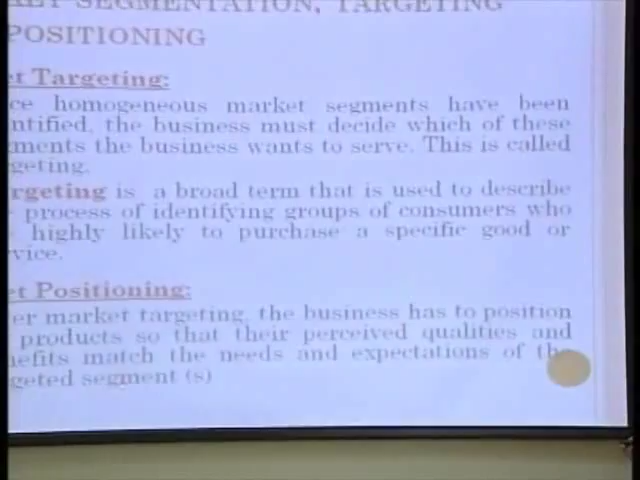 KET SEGMENTATION, TARGETING
POSITIONING
et Targeting:
ce homogeneous market segments have been
ntified, the business must decide which of these
ments the business wants to serve. This is called
geting.
rgeting is a broad term that is used to describe
process of identifying groups of consumers who
highly likely to purchase a specific good or
vice.
et Positioning:
er market targeting, the business has to position
products so that their perceived qualities and
nefits match the needs and expectations of the
geted segment (s)